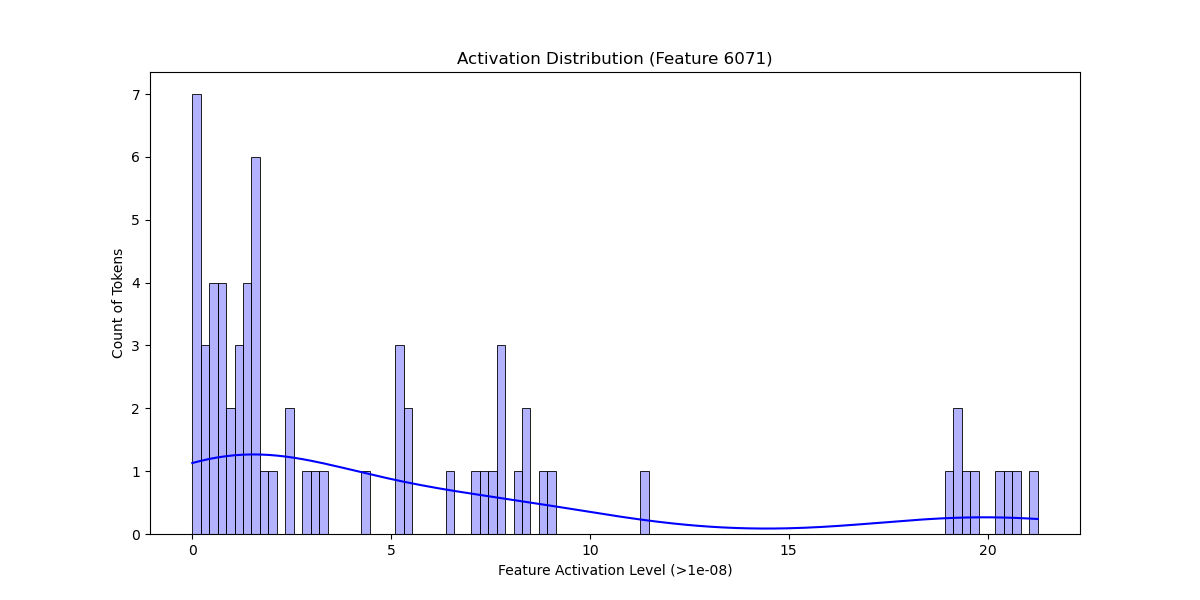 Activation Distribution (Feature 6071)
7
6
5
4
3
2
1
0
Count of Tokens
0 5 10 15 20
Feature Activation Level (>1e-08)